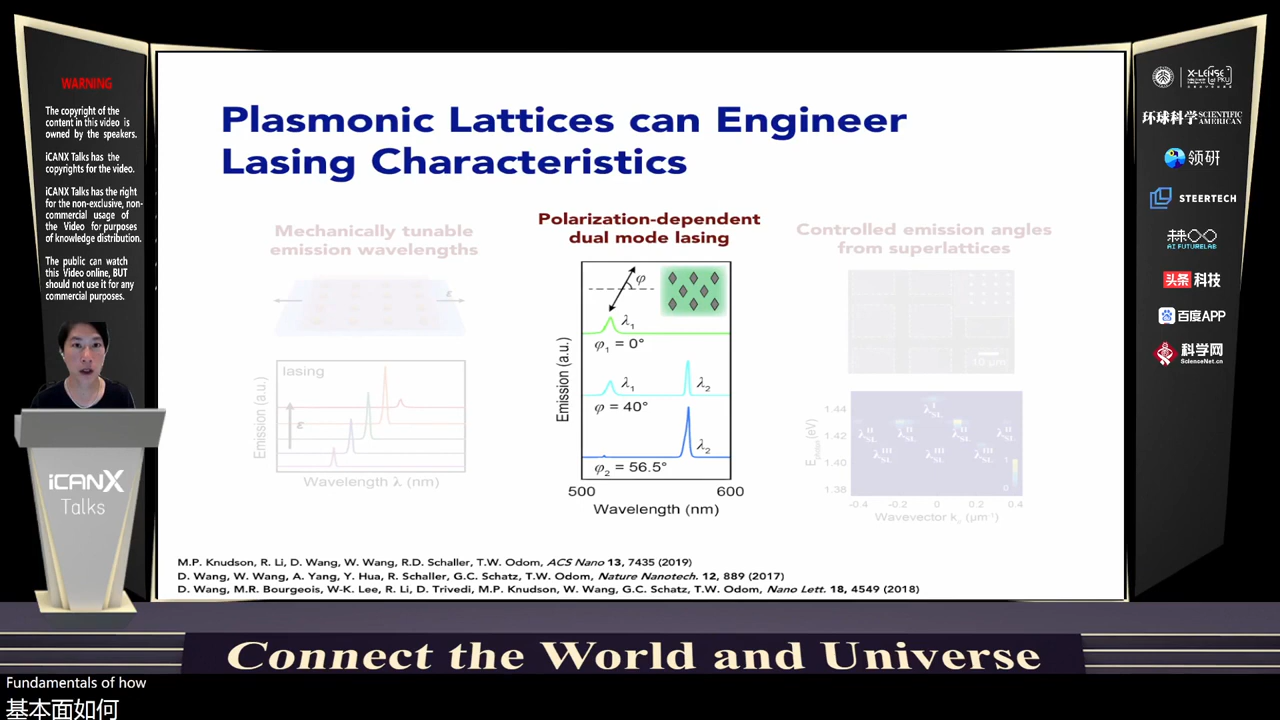 WARNING
The copyright of the
content in this video is
owned by the speakers.
iCANX Talks has the
copyrights for the video.
iCANX Talks has the right
for the non-exclusive, non-
commercial usage of
the Video for purposes
of knowledge distribution.
The public can watch
this Video online, BUT
should not use it for any
commercial purposes.
iCANX
Talks
Plasmonic Lattices can Engineer
Lasing Characteristics
Mechanically tunable
emission wavelengths
ε
lasing
ε
Emission (a.u.)
Wavelength λ (nm)
Polarization-dependent
dual mode lasing
φ
λ1
φ1 = 0°
λ1
λ2
φ = 40°
λ2
φ2 = 56.5°
Emission (a.u.)
500
600
Wavelength (nm)
Controlled emission angles
from superlattices
10 μm
1.44
1.42
1.40
1.38
-0.4 -0.2 0 0.2 0.4
M.P. Knudson, R. Li, D. Wang, W. Wang, R.D. Schaller, T.W. Odom, ACS Nano 13, 7435 (2019)
D. Wang, W. Wang, A. Yang, Y. Hua, R. Schaller, G.C. Schatz, T.W. Odom, Nature Nanotech. 12, 889 (2017)
D. Wang, M.R. Bourgeois, W-K. Lee, R. Li, D. Trivedi, M.P. Knudson, W. Wang, G.C. Schatz, T.W. Odom, Nano Lett. 18, 4549 (2018)
环球科学 SCIENTIFIC AMERICAN
领研
STEERTECH
AI FUTURELAB
头条 科技
百度APP
科学网
ScienceNet.cn
Connect the World and Universe
Fundamentals of how
基本面如何